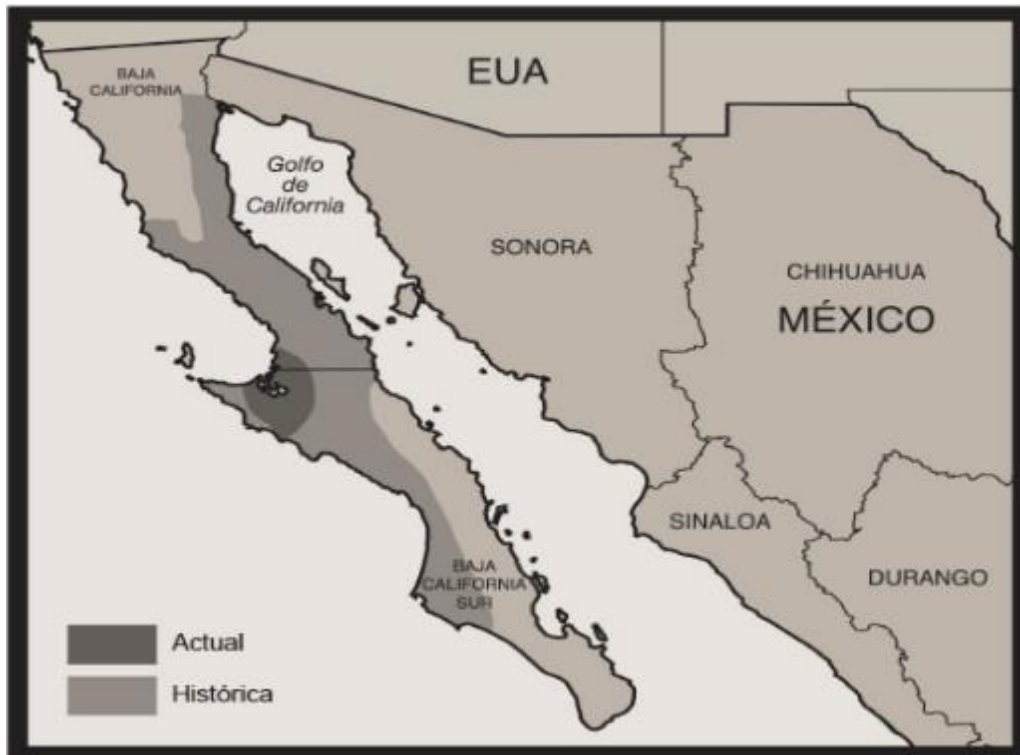 EUA
BAJA
CALIFORNIA
Golfo
de
California
SONORA
CHIHUAHUA
MÉXICO
SINALOA
DURANGO
BAJA
CALIFORNIA
SUR
Actual
Histórica